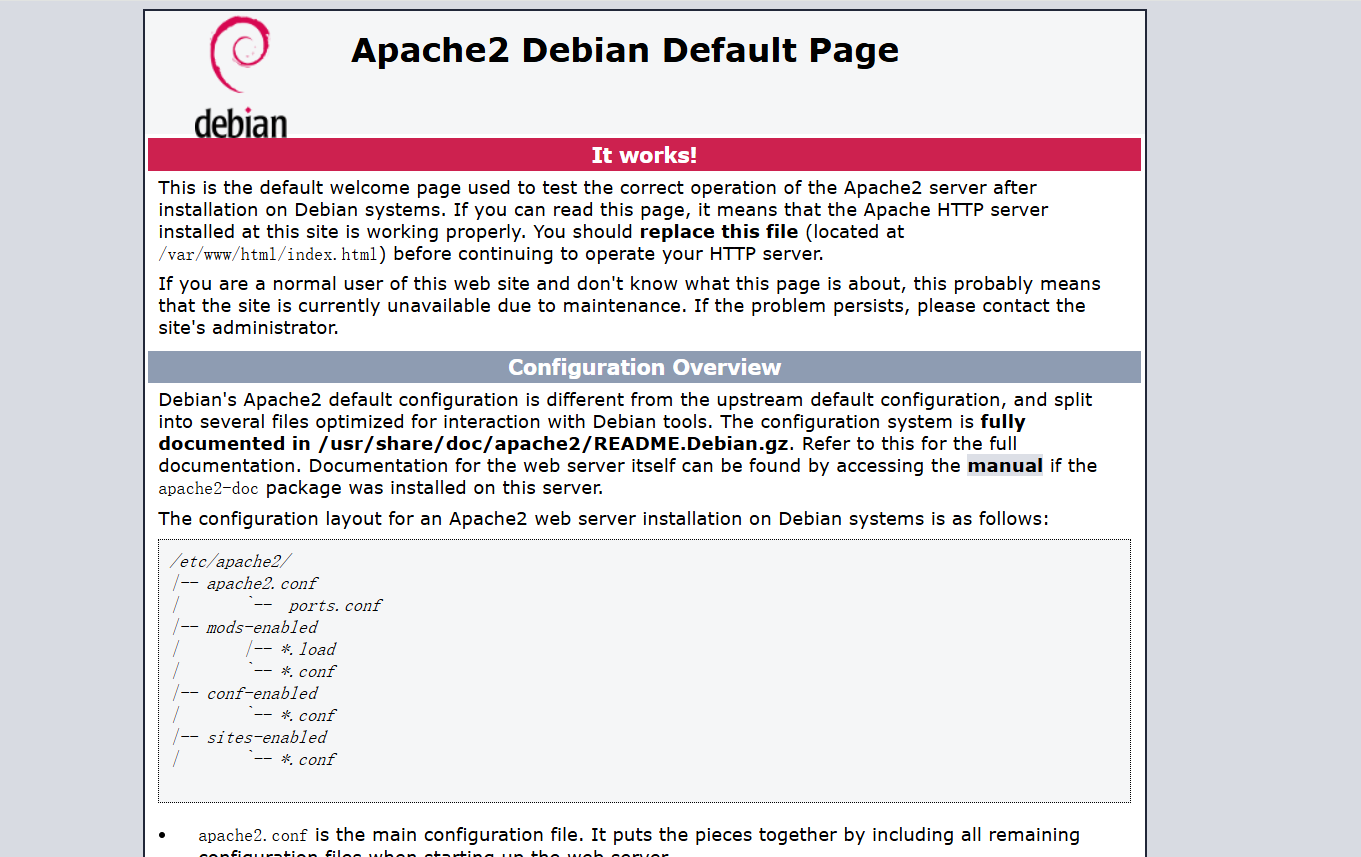 debian
Apache2 Debian Default Page
It works!
This is the default welcome page used to test the correct operation of the Apache2 server after
installation on Debian systems. If you can read this page, it means that the Apache HTTP server
installed at this site is working properly. You should replace this file (located at
/var/www/html/index.html) before continuing to operate your HTTP server.
If you are a normal user of this web site and don't know what this page is about, this probably means
that the site is currently unavailable due to maintenance. If the problem persists, please contact the
site's administrator.
Configuration Overview
Debian's Apache2 default configuration is different from the upstream default configuration, and split
into several files optimized for interaction with Debian tools. The configuration system is fully
documented in /usr/share/doc/apache2/README.Debian.gz. Refer to this for the full
documentation. Documentation for the web server itself can be found by accessing the manual if the
apache2-doc package was installed on this server.
The configuration layout for an Apache2 web server installation on Debian systems is as follows:
/etc/apache2/
|-- apache2.conf
|       `--  ports.conf
|-- mods-enabled
|       |-- *.load
|       `-- *.conf
|-- conf-enabled
|       `-- *.conf
|-- sites-enabled
|       `-- *.conf
• apache2.conf is the main configuration file. It puts the pieces together by including all remaining
configuration files when starting up the web server.